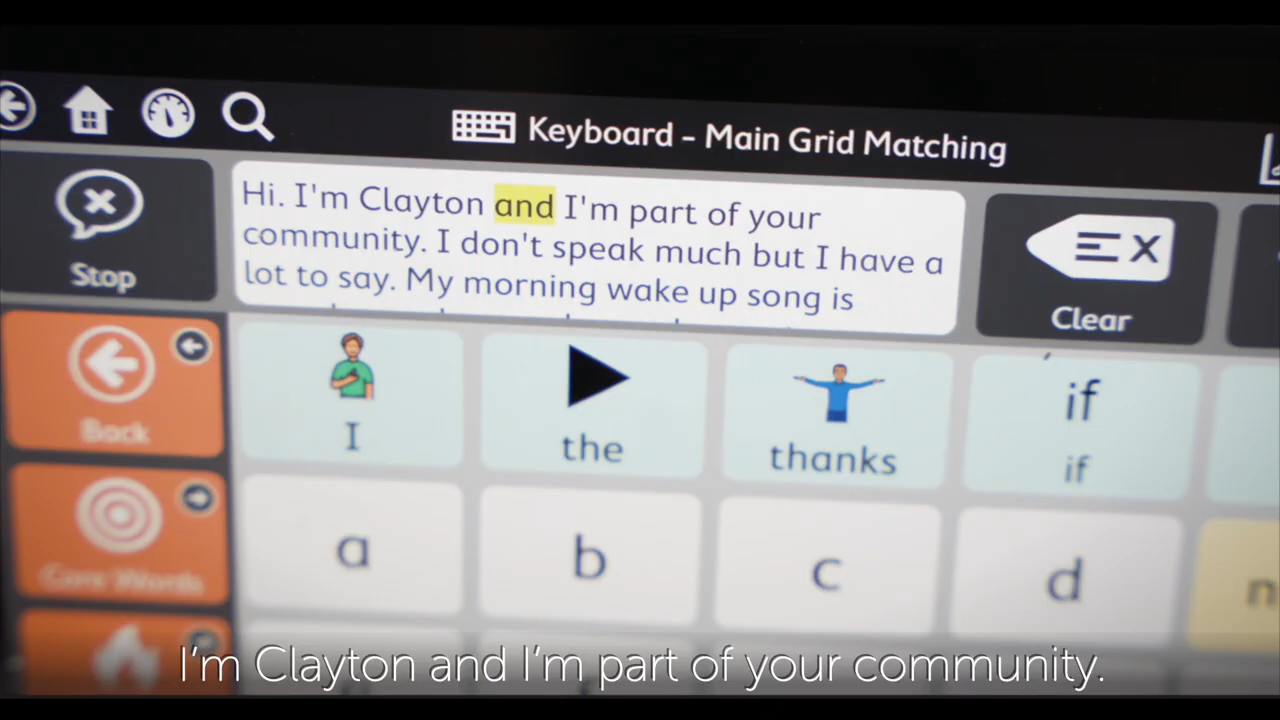 Keyboard - Main Grid Matching
Stop
Hi. I'm Clayton and I'm part of your
community. I don't speak much but I have a
lot to say. My morning wake up song is
Clear
Back
I
the
thanks
if
if
Core Words
a
b
c
d
n
I'm Clayton and I'm part of your community.